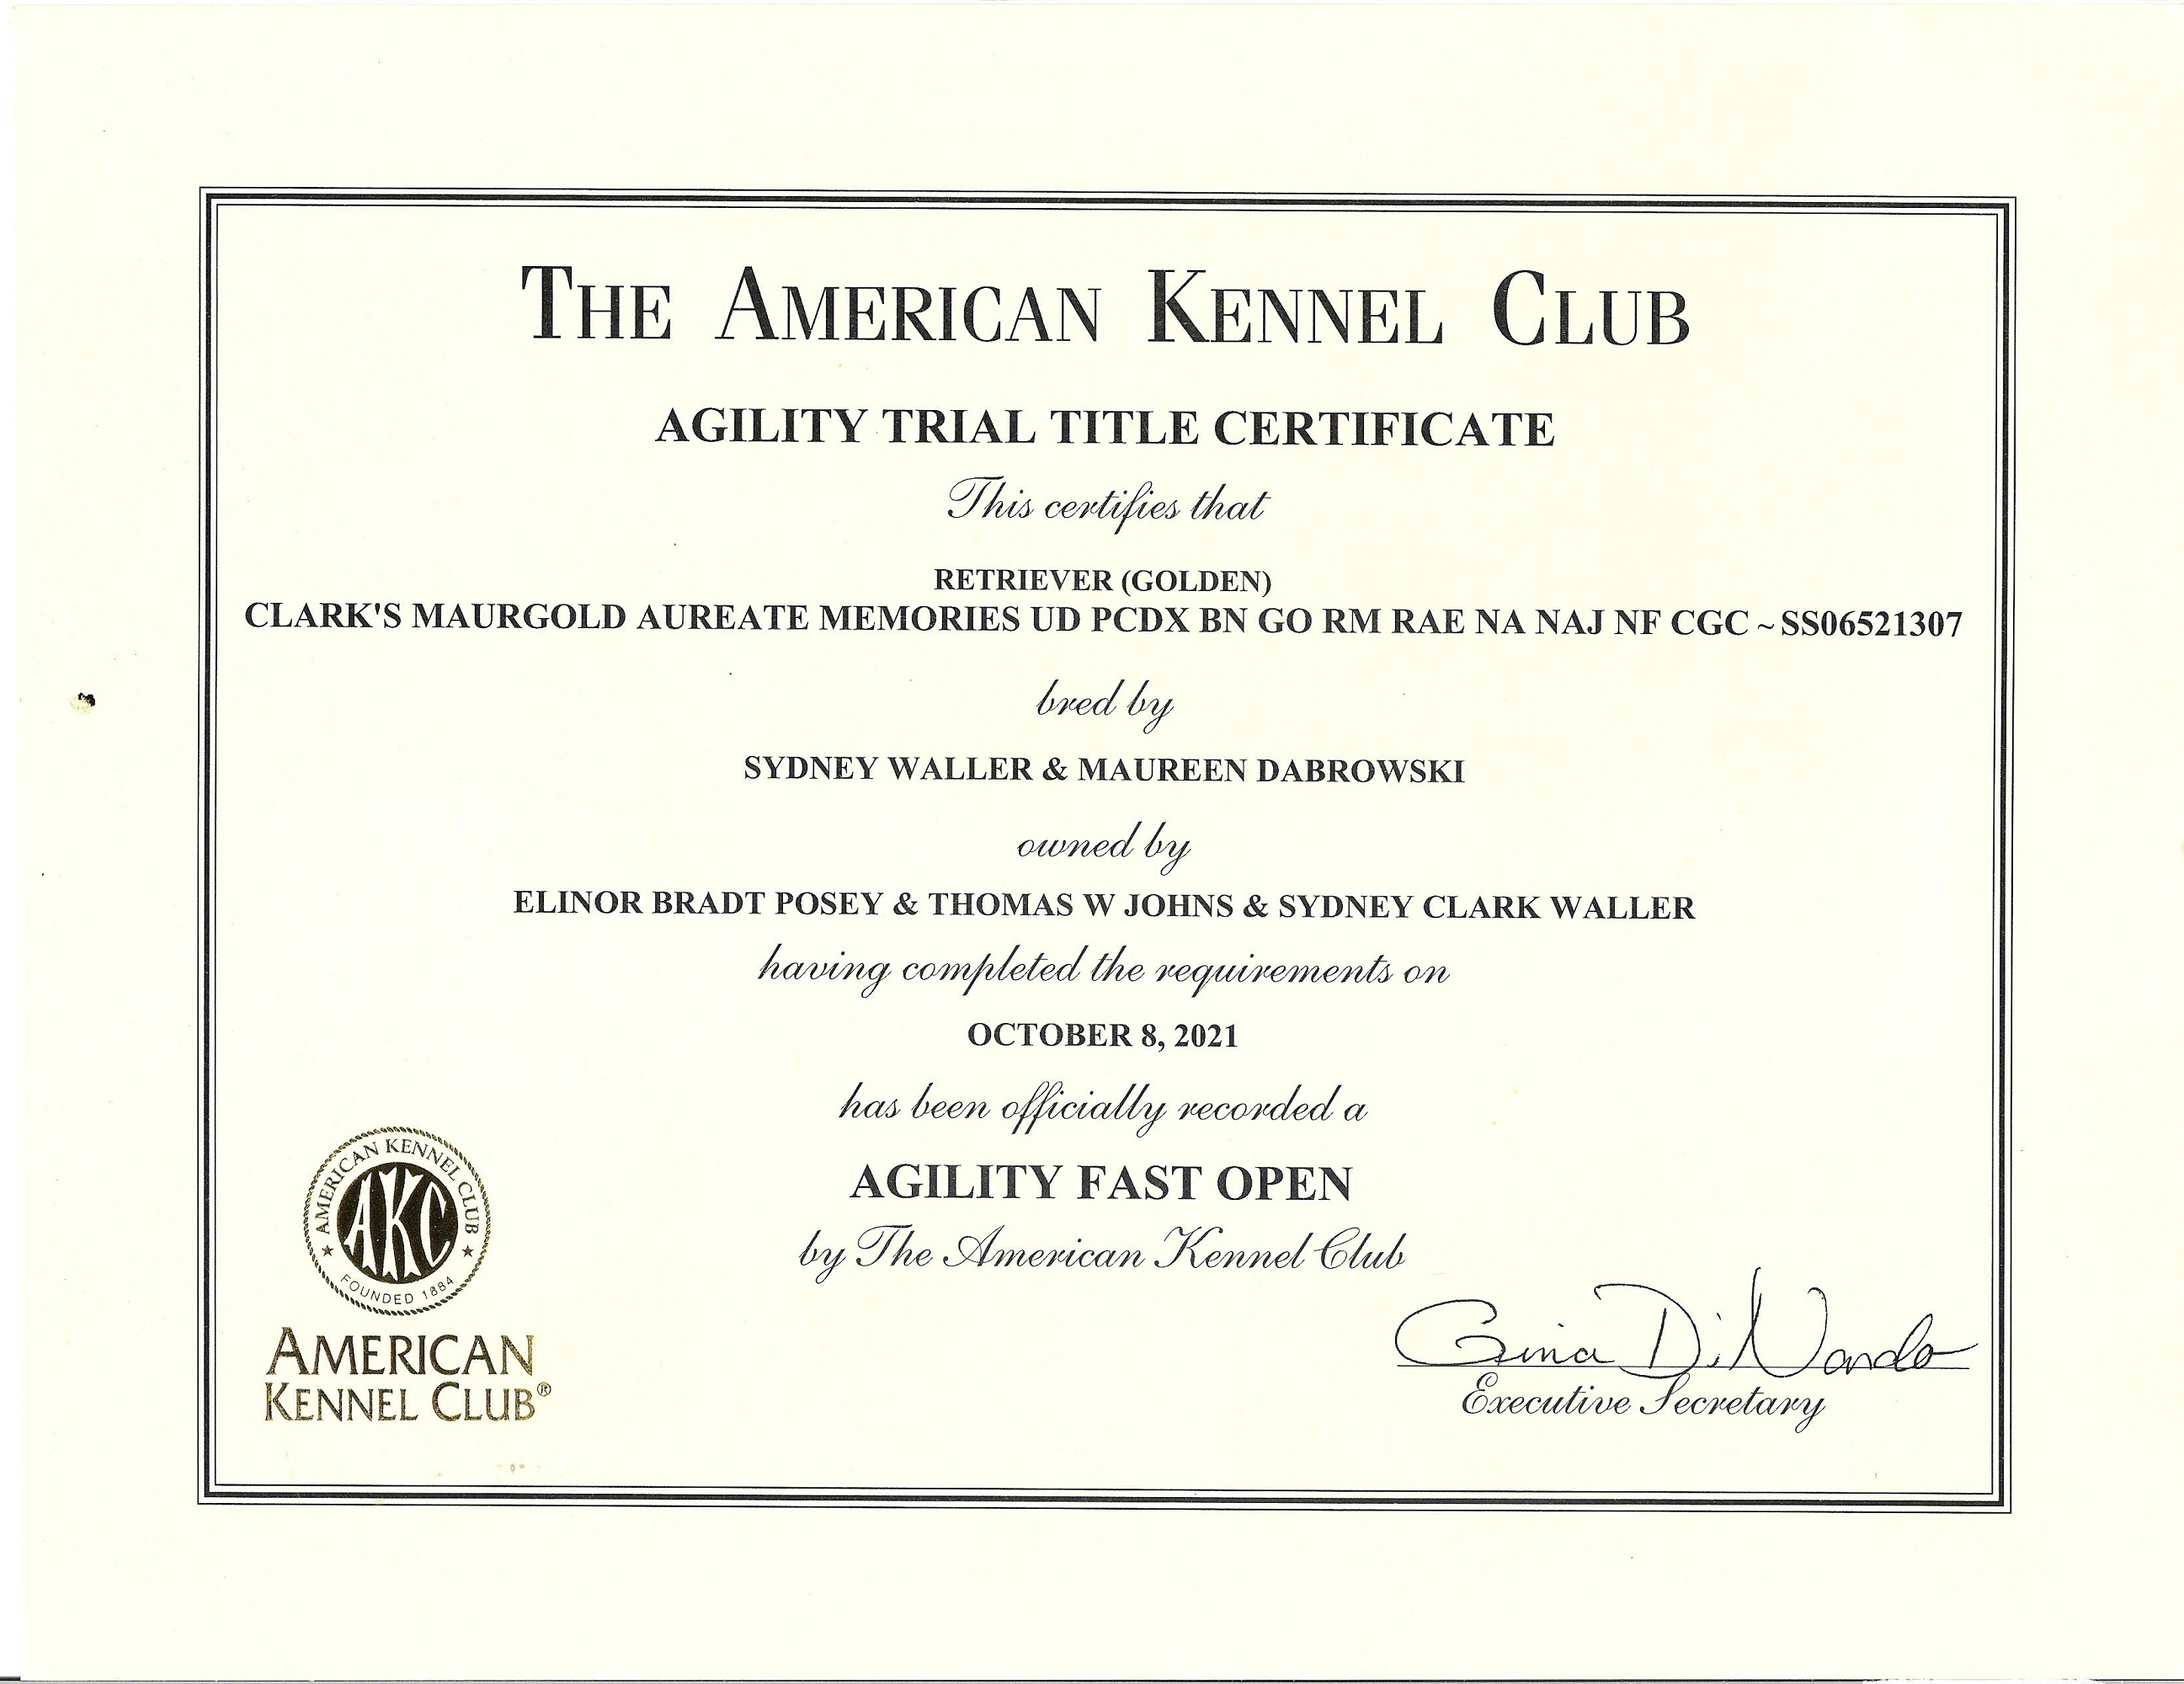 THE AMERICAN KENNEL CLUB
AGILITY TRIAL TITLE CERTIFICATE
This certifies that
RETRIEVER (GOLDEN)
CLARK'S MAURGOLD AUREATE MEMORIES UD PCDX BN GO RM RAE NA NAJ NF CGC ~ SS06521307
bred by
SYDNEY WALLER & MAUREEN DABROWSKI
owned by
ELINOR BRADT POSEY & THOMAS W JOHNS & SYDNEY CLARK WALLER
having completed the requirements on
OCTOBER 8, 2021
has been officially recorded a
AGILITY FAST OPEN
by The American Kennel Club
AMERICAN KENNEL CLUB
AKC
FOUNDED 1884
AMERICAN
KENNEL CLUB®
Gina DiNardo
Executive Secretary